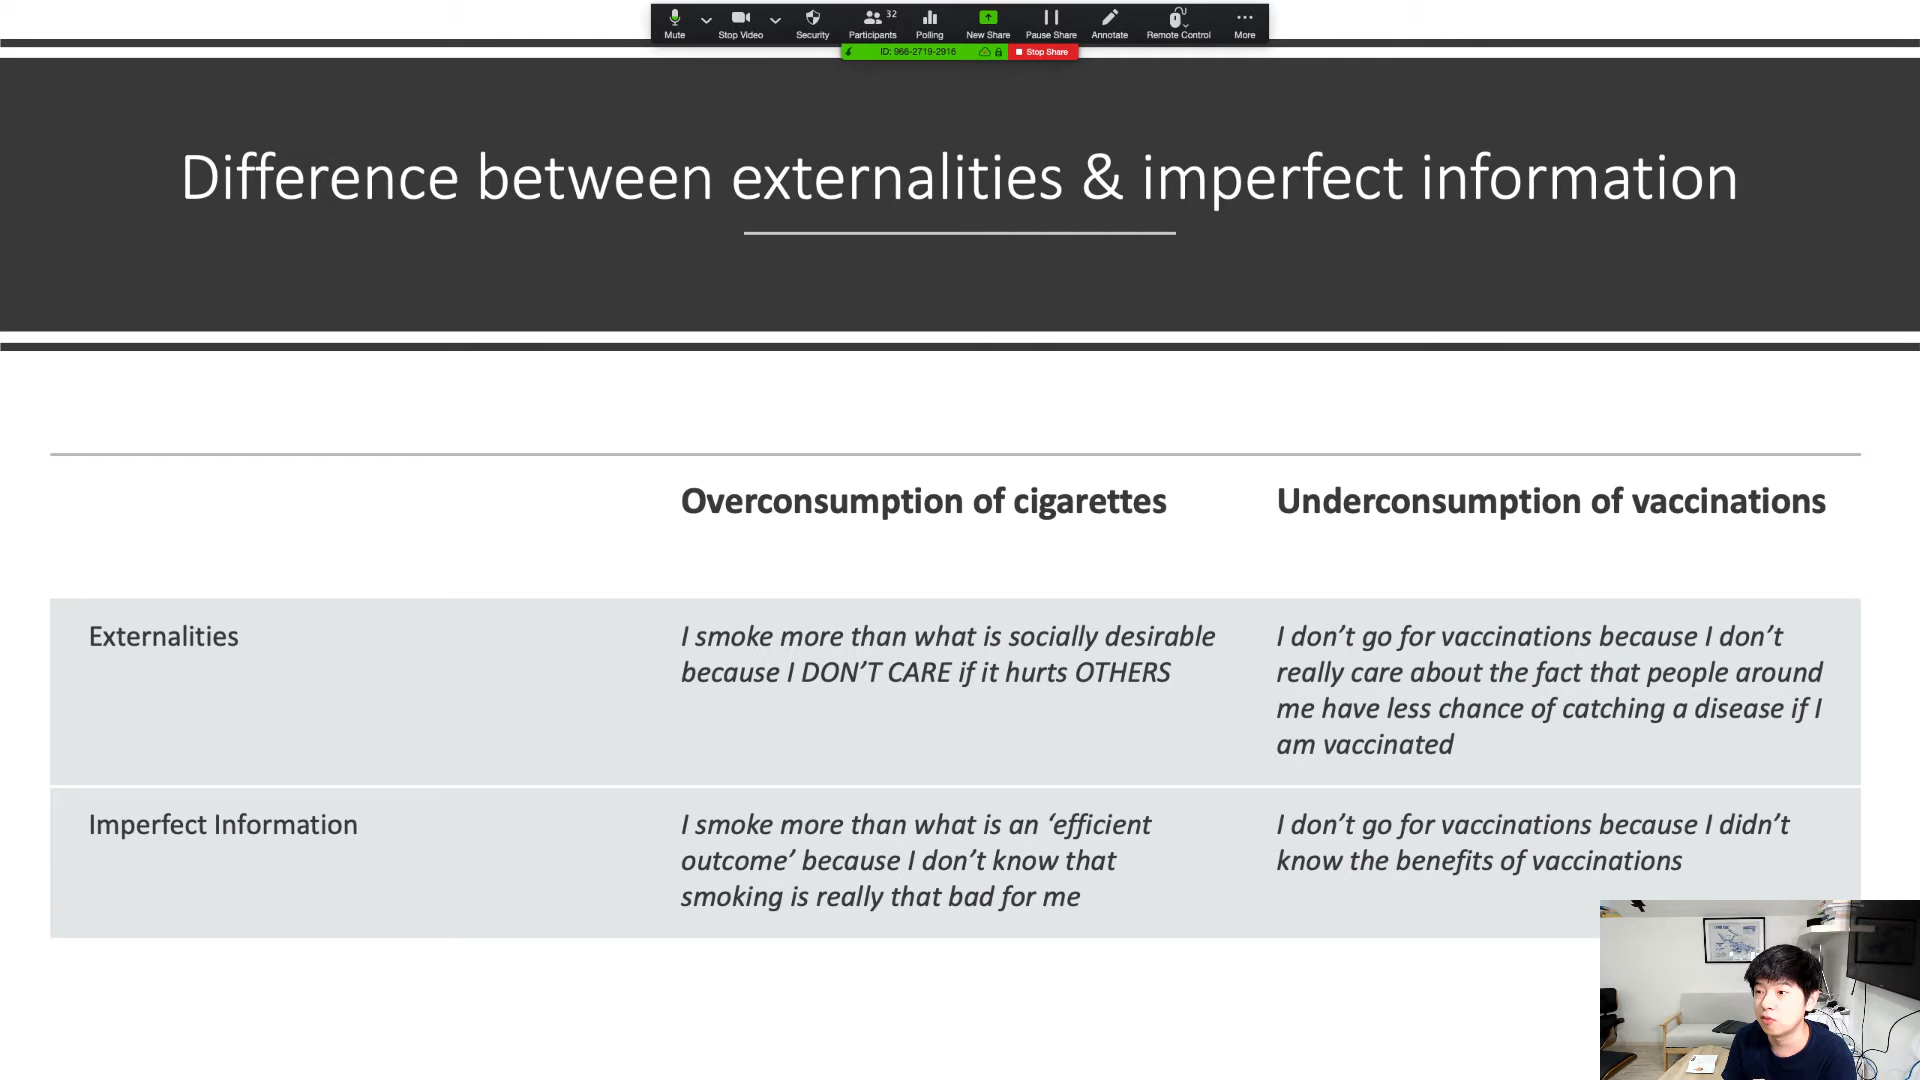 32
Mute
Stop Video
Security
Participants
Polling
New Share
Pause Share
Annotate
Remote Control
More
ID: 966-2719-2916
Stop Share
Difference between externalities & imperfect information
Overconsumption of cigarettes
Underconsumption of vaccinations
Externalities
I smoke more than what is socially desirable
because I DON’T CARE if it hurts OTHERS
I don’t go for vaccinations because I don’t
really care about the fact that people around
me have less chance of catching a disease if I
am vaccinated
Imperfect Information
I smoke more than what is an ‘efficient
outcome’ because I don’t know that
smoking is really that bad for me
I don’t go for vaccinations because I didn’t
know the benefits of vaccinations